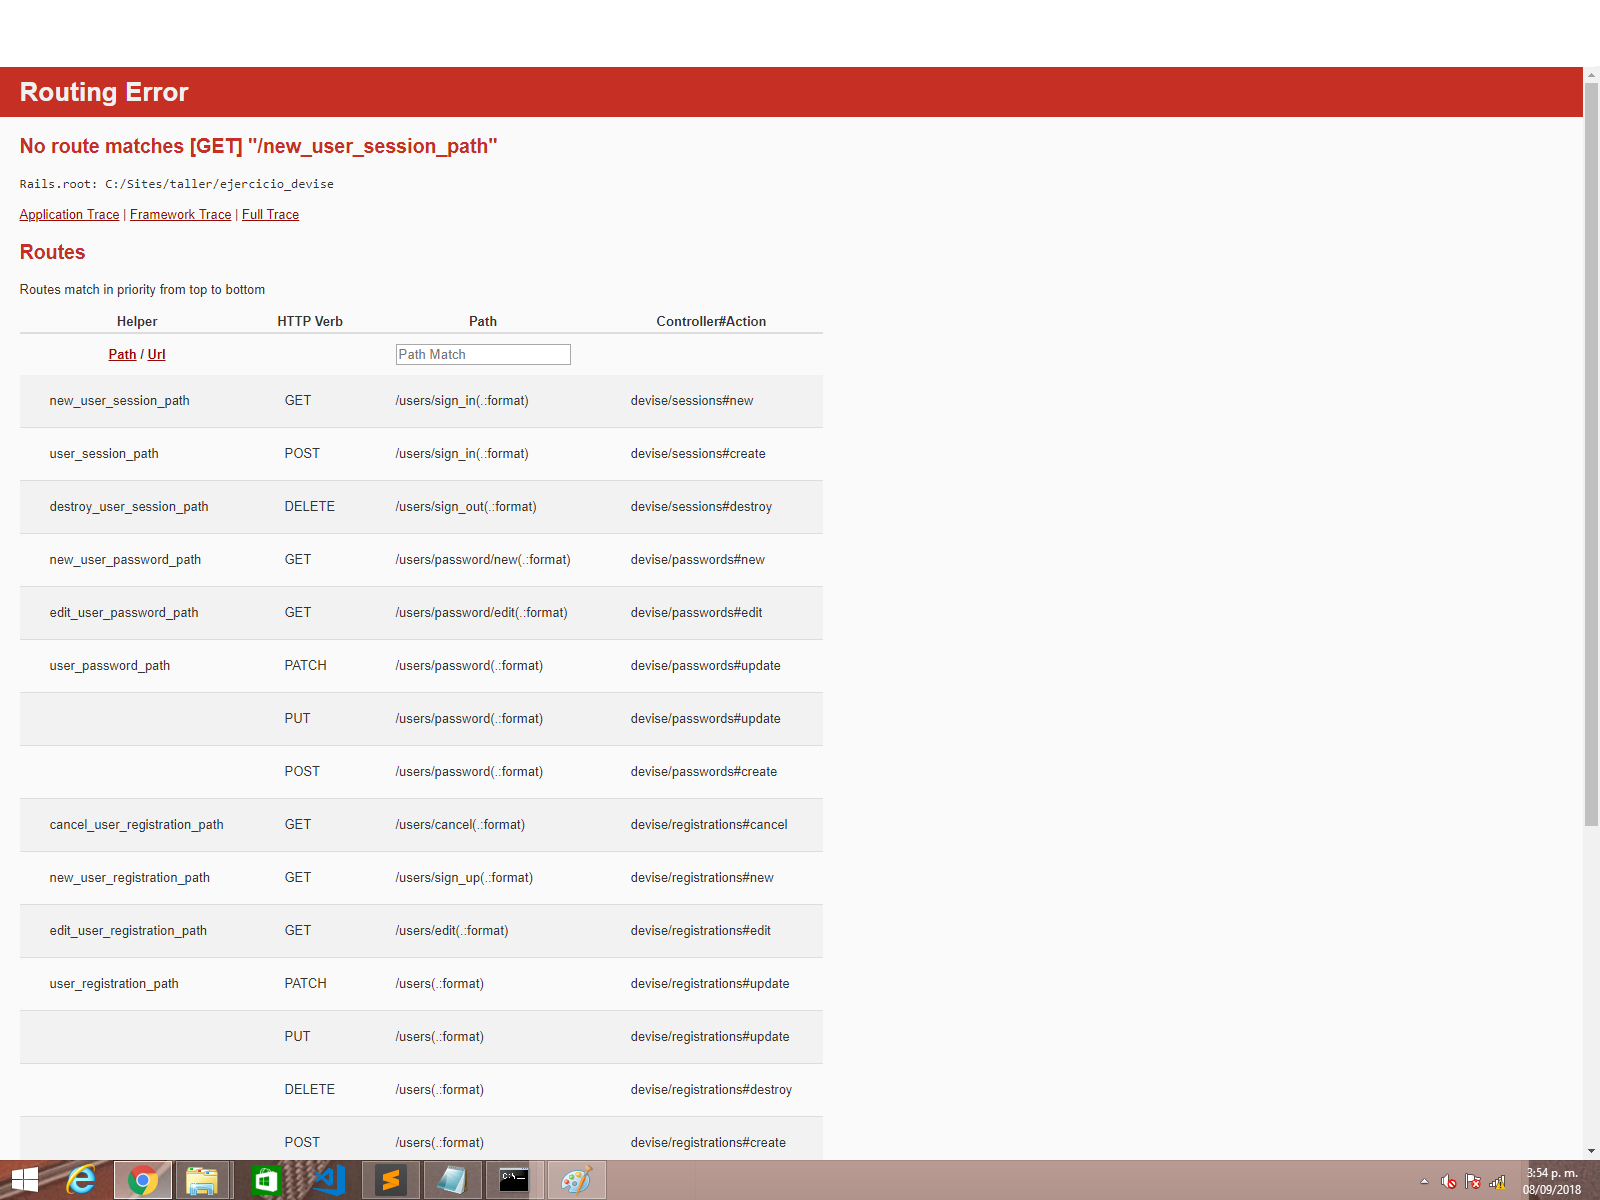 Routing Error
No route matches [GET] "/new_user_session_path"
Rails.root: C:/Sites/taller/ejercicio_devise
Application Trace | Framework Trace | Full Trace
Routes
Routes match in priority from top to bottom
Helper HTTP Verb Path Controller#Action
Path / Url Path Match
new_user_session_path GET /users/sign_in(.:format) devise/sessions#new
user_session_path POST /users/sign_in(.:format) devise/sessions#create
destroy_user_session_path DELETE /users/sign_out(.:format) devise/sessions#destroy
new_user_password_path GET /users/password/new(.:format) devise/passwords#new
edit_user_password_path GET /users/password/edit(.:format) devise/passwords#edit
user_password_path PATCH /users/password(.:format) devise/passwords#update
PUT /users/password(.:format) devise/passwords#update
POST /users/password(.:format) devise/passwords#create
cancel_user_registration_path GET /users/cancel(.:format) devise/registrations#cancel
new_user_registration_path GET /users/sign_up(.:format) devise/registrations#new
edit_user_registration_path GET /users/edit(.:format) devise/registrations#edit
user_registration_path PATCH /users(.:format) devise/registrations#update
PUT /users(.:format) devise/registrations#update
DELETE /users(.:format) devise/registrations#destroy
POST /users(.:format) devise/registrations#create
C:\_
3:54 p. m.
08/09/2018